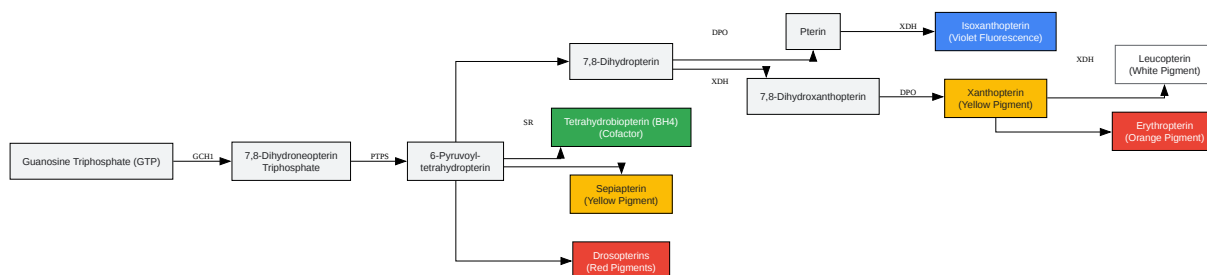 Guanosine Triphosphate (GTP)
GCH1
7,8-Dihydroneopterin
Triphosphate
PTPS
6-Pyruvoyl-
tetrahydropterin
7,8-Dihydropterin
SR
Tetrahydrobiopterin (BH4)
(Cofactor)
Sepiapterin
(Yellow Pigment)
Drosopterins
(Red Pigments)
DPO
Pterin
XDH
Isoxanthopterin
(Violet Fluorescence)
XDH
7,8-Dihydroxanthopterin
DPO
Xanthopterin
(Yellow Pigment)
XDH
Leucopterin
(White Pigment)
Erythropterin
(Orange Pigment)